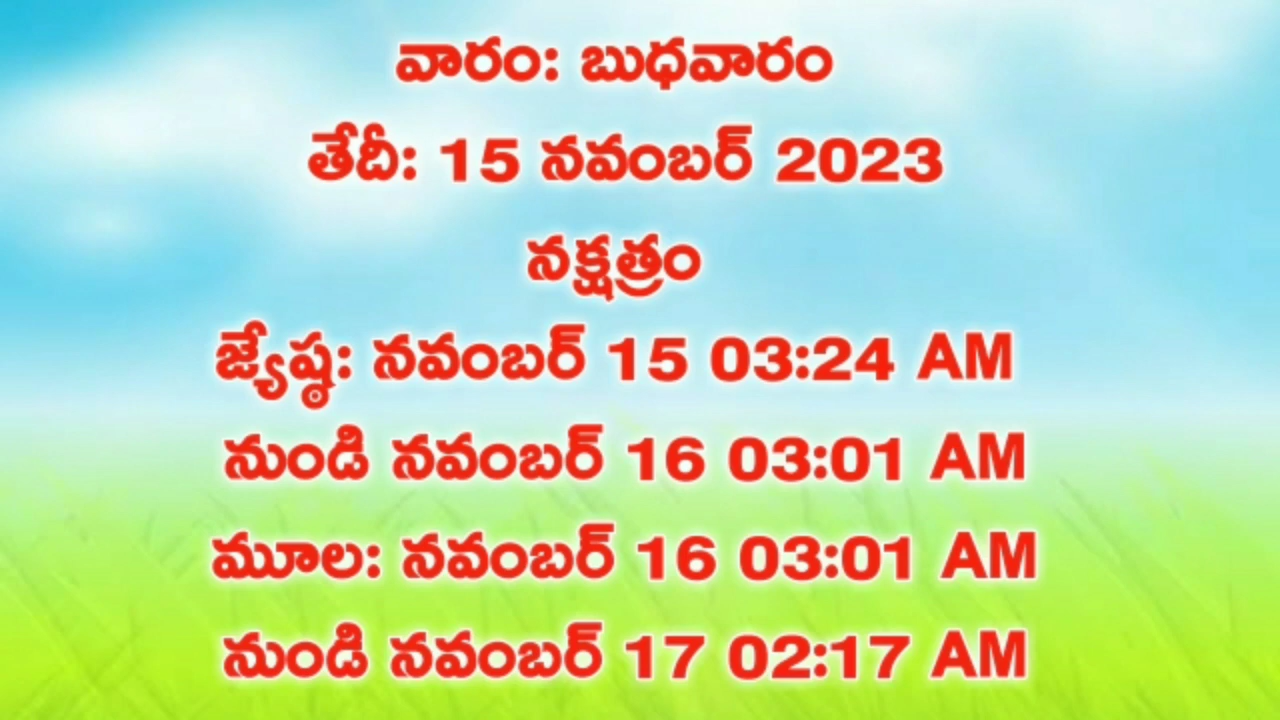 వారం: బుధవారం
తేదీ: 15 నవంబర్ 2023
నక్షత్రం
జ్యేష్ఠ: నవంబర్ 15 03:24 AM
నుండి నవంబర్ 16 03:01 AM
మూల: నవంబర్ 16 03:01 AM
నుండి నవంబర్ 17 02:17 AM